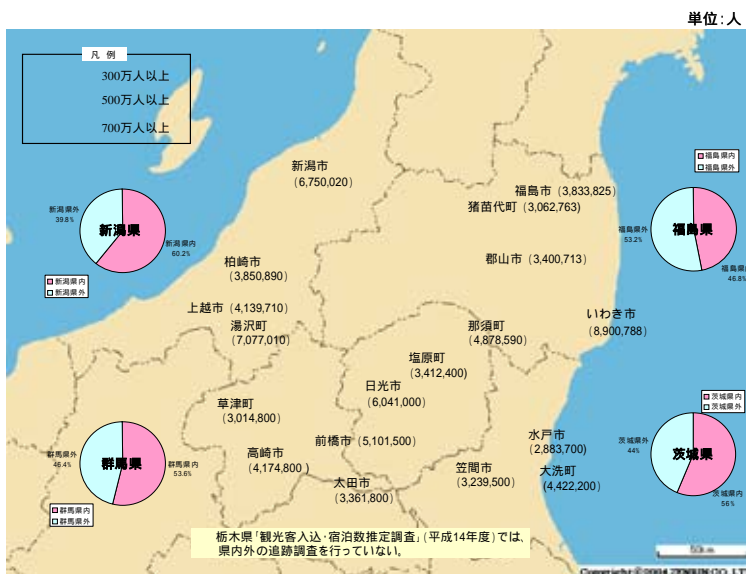 単位：人
凡 例
300万人以上
500万人以上
700万人以上
新潟市
(6,750,020)
福島市 (3,833,825)
猪苗代町 (3,062,763)
福島県内
福島県外
新潟県外
39.8%
新潟県
新潟県内
60.2%
新潟県内
新潟県外
福島県外
53.2%
福島県
福島県内
46.8%
郡山市 (3,400,713)
柏崎市
(3,850,890)
上越市 (4,139,710)
湯沢町
(7,077,010)
那須町
(4,878,590)
いわき市
(8,900,788)
塩原町
(3,412,400)
日光市
(6,041,000)
草津町
(3,014,800)
前橋市 (5,101,500)
高崎市
(4,174,800)
太田市
(3,361,800)
水戸市
(2,883,700)
笠間市
(3,239,500)
大洗町
(4,422,200)
茨城県内
茨城県外
茨城県外
44%
茨城県
茨城県内
56%
群馬県外
46.4%
群馬県
群馬県内
53.6%
群馬県内
群馬県外
栃木県「観光客入込・宿泊数推定調査」(平成14年度)では、
県内外の追跡調査を行っていない。
50km
Copyright © 2004 ZENRIN CO., LT